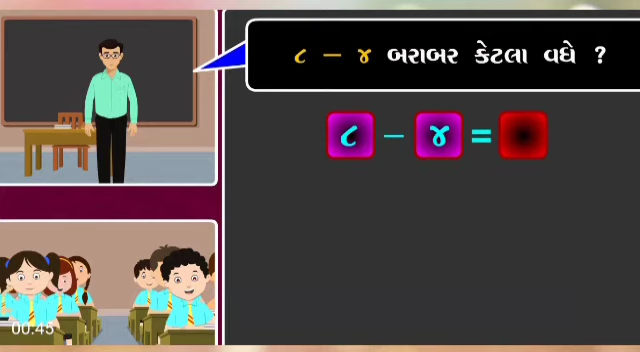 ૮ – ૪ બરાબર કેટલા વધે ?
૮ – ૪ =
00:45